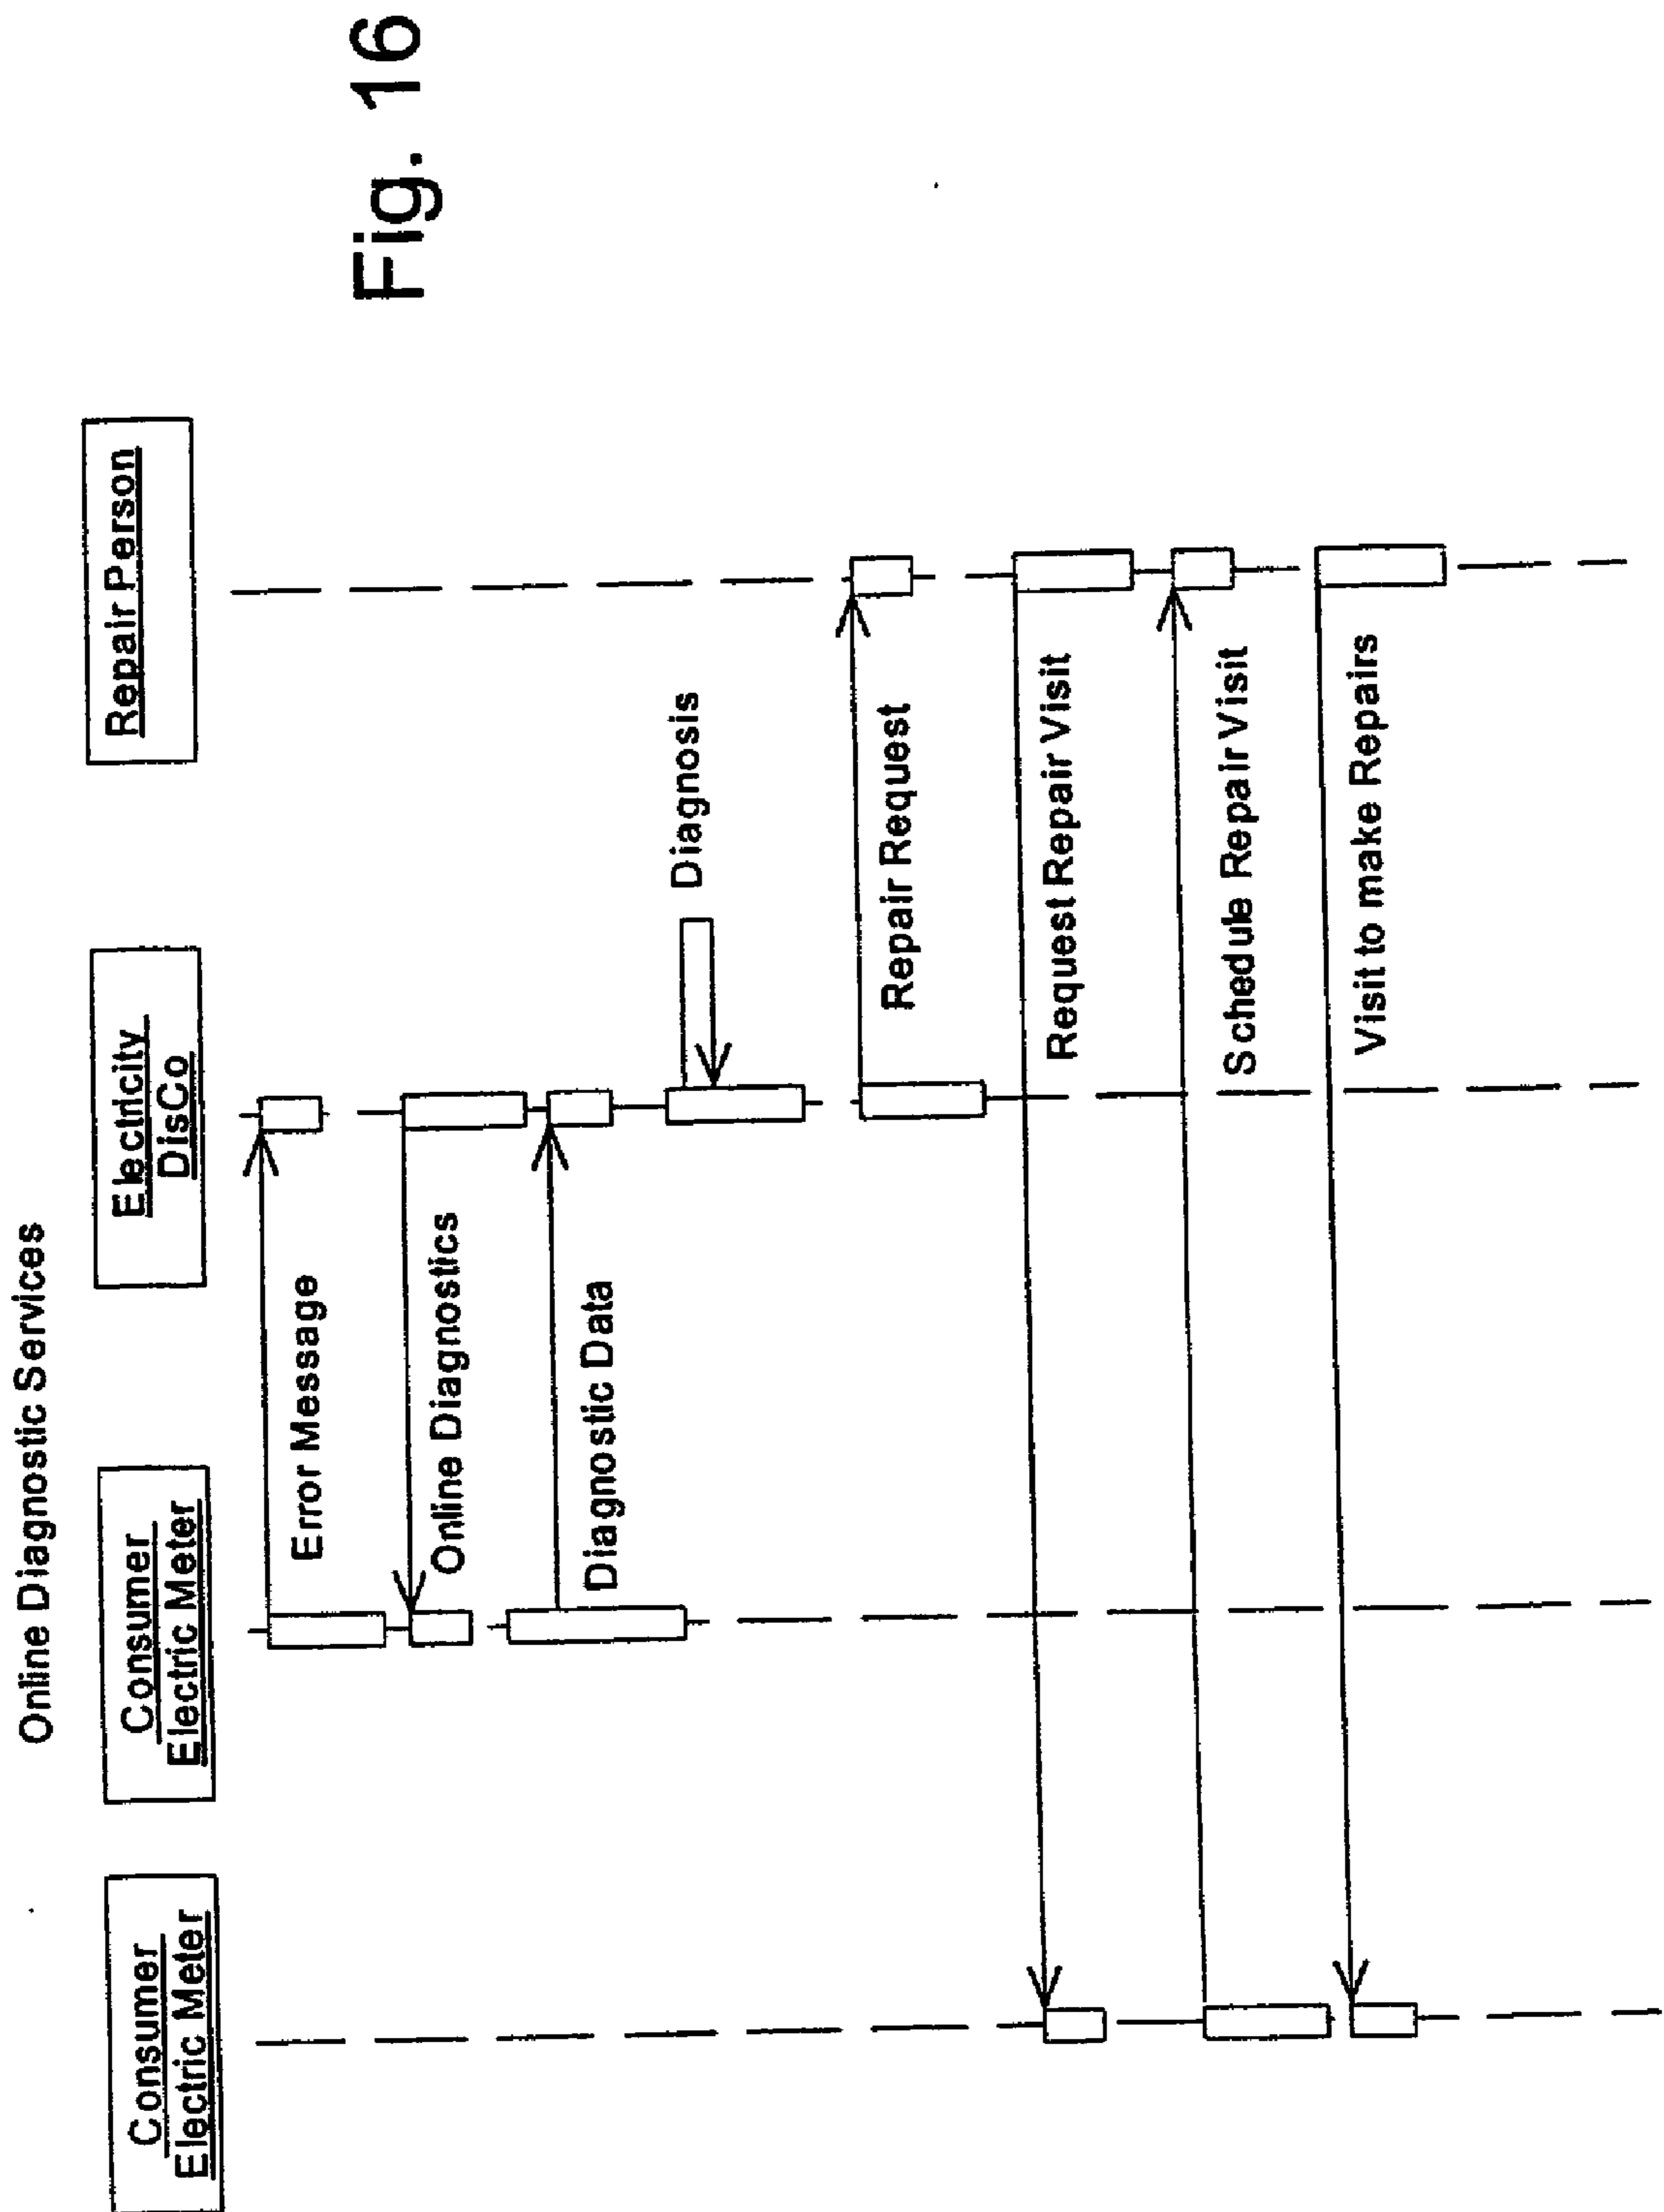 Online Diagnostic Services
Consumer
Electric Meter
Consumer
Electric Meter
Electricity
DisCo
Repair Person
Error Message
Online Diagnostics
Diagnostic Data
Diagnosis
Repair Request
Request Repair Visit
Schedule Repair Visit
Visit to make Repairs
Fig. 16